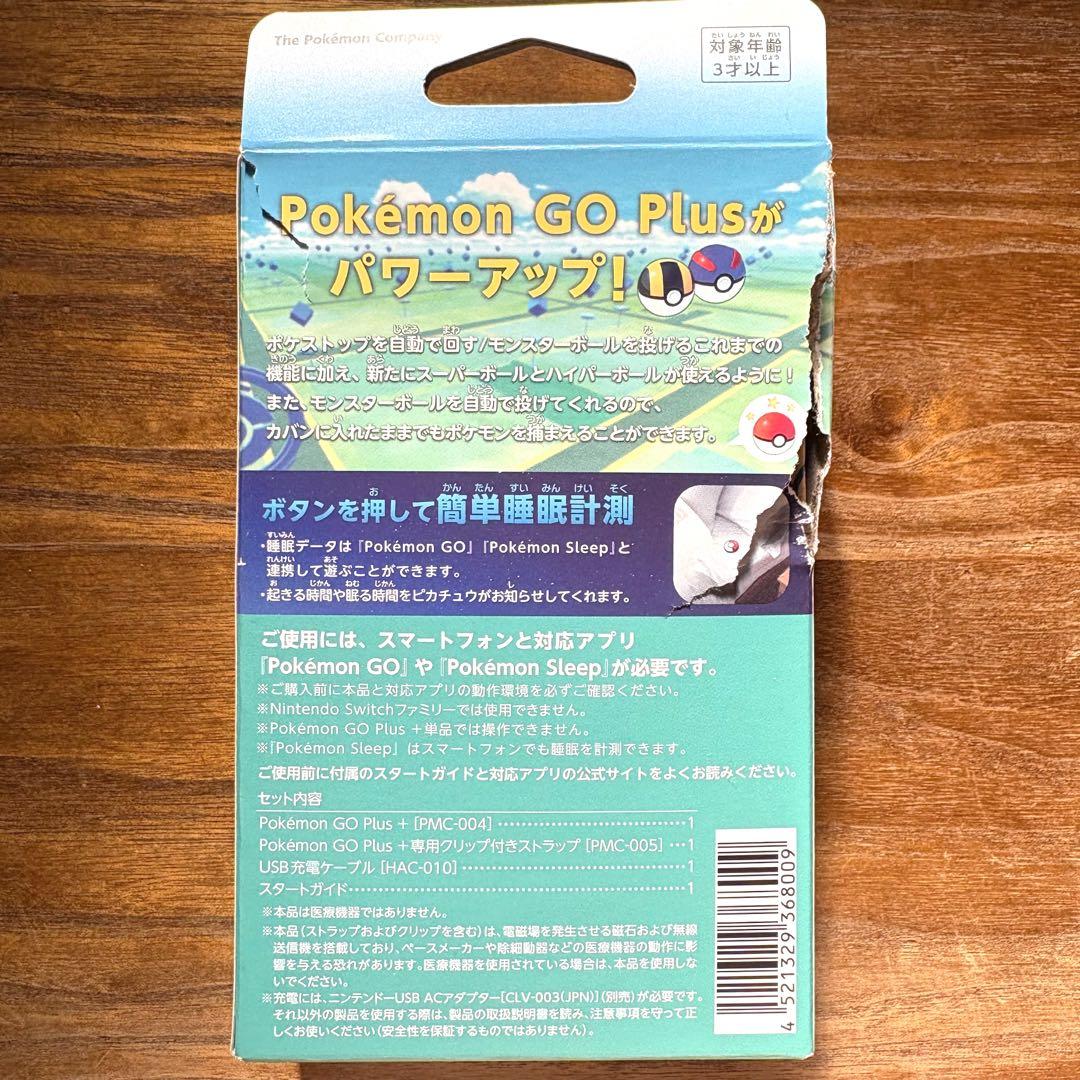 The Pokémon Company
対象年齢
3才以上
Pokémon GO Plusが
パワーアップ!
ポケストップを自動で回す/モンスターボールを投げるこれまでの
機能に加え、新たにスーパーボールとハイパーボールが使えるように!
また、モンスターボールを自動で投げてくれるので、
カバンに入れたままでもポケモンを捕まえることができます。
ボタンを押して簡単睡眠計測
・睡眠データは『Pokémon GO』『Pokémon Sleep』と
連携して遊ぶことができます。
・起きる時間や眠る時間をピカチュウがお知らせしてくれます。
ご使用には、スマートフォンと対応アプリ
『Pokémon GO』や『Pokémon Sleep』が必要です。
※ご購入前に本品と対応アプリの動作環境を必ずご確認ください。
※Nintendo Switchファミリーでは使用できません。
※Pokémon GO Plus +単品では操作できません。
※『Pokémon Sleep』はスマートフォンでも睡眠を計測できます。
ご使用前に付属のスタートガイドと対応アプリの公式サイトをよくお読みください。
セット内容
Pokémon GO Plus + [PMC-004] ……………………………1
Pokémon GO Plus +専用クリップ付きストラップ [PMC-005] …1
USB充電ケーブル [HAC-010] ……………………………1
スタートガイド……………………………………………1
※本品は医療機器ではありません。
※本品(ストラップおよびクリップを含む)は、電磁場を発生させる磁石および無線
送信機を搭載しており、ペースメーカーや除細動器などの医療機器の動作に影
響を与える恐れがあります。医療機器を使用されている場合は、本品を使用しな
いでください。
※充電には、ニンテンドーUSB ACアダプター[CLV-003(JPN)](別売)が必要です。
それ以外の製品を使用する際は、製品の取扱説明書を読み、注意事項を守って正
しくお使いください(安全性を保証するものではありません)。
4 521329 368009